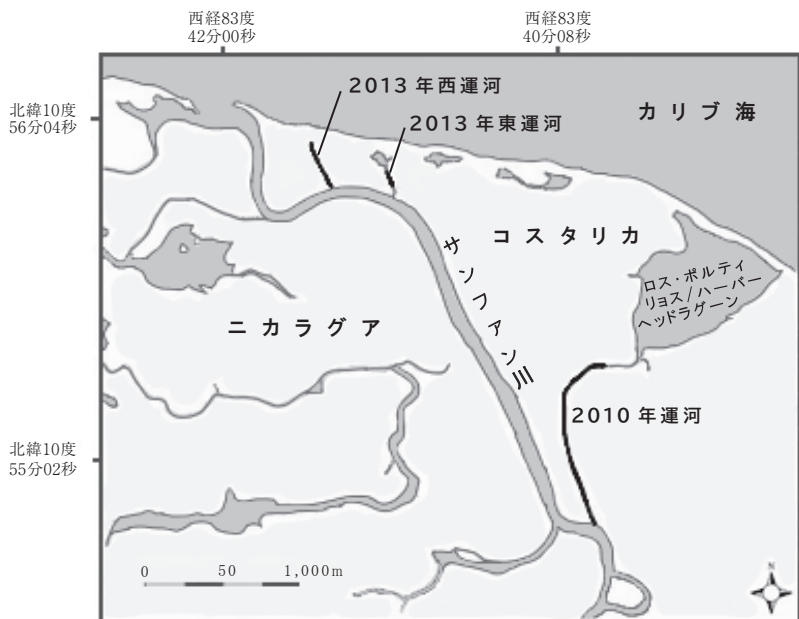 西経83度
42分00秒
西経83度
40分08秒
北緯10度
56分04秒
2013 年西運河
2013 年東運河
カリブ海
コスタリカ
サンファン川
ロス・ポルティ
リョス/ハーバー
ヘッドラグーン
ニカラグア
2010 年運河
北緯10度
55分02秒
0 50 1,000m
N